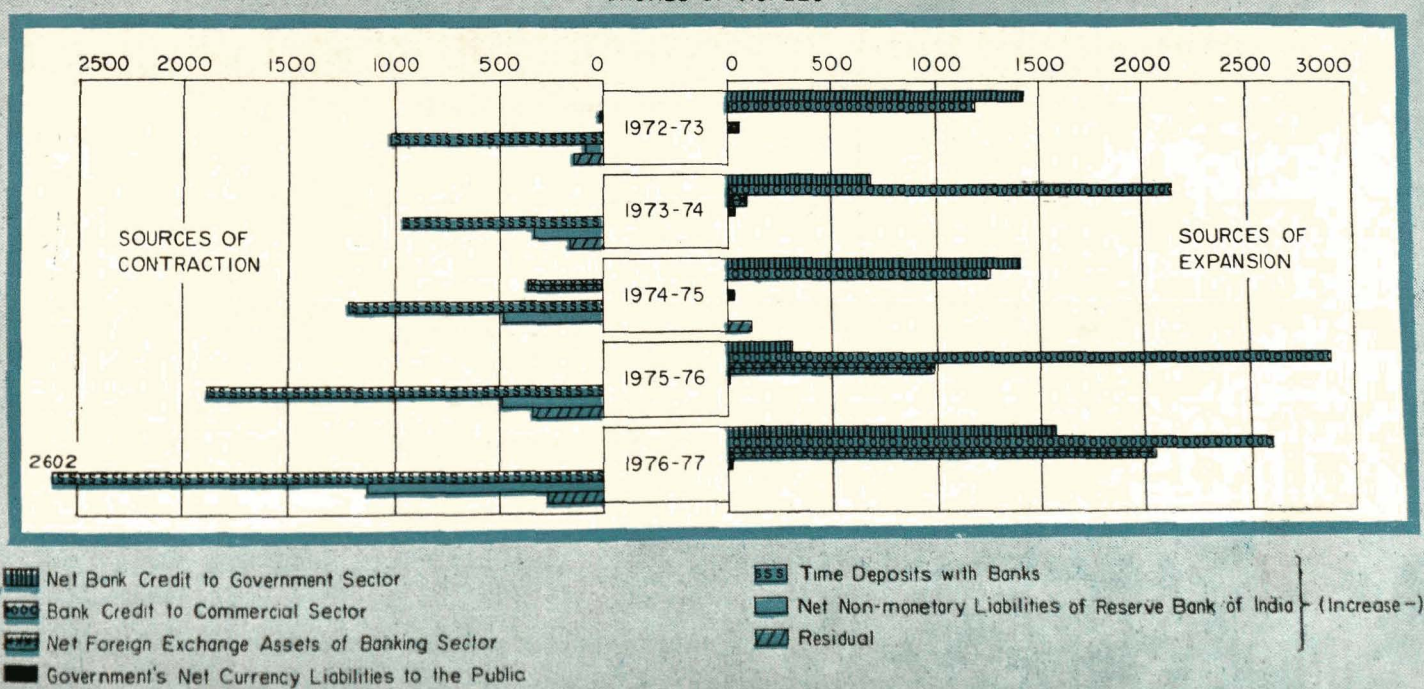 2500 2000 1500 1000 500 0 0 500 1000 1500 2000 2500 3000
1972-73
1973-74
SOURCES OF
CONTRACTION
SOURCES OF
EXPANSION
1974-75
1975-76
2602
1976-77
Net Bank Credit to Government Sector
Bank Credit to Commercial Sector
Net Foreign Exchange Assets of Banking Sector
Government's Net Currency Liabilities to the Public
SSS Time Deposits with Banks
Net Non-monetary Liabilities of Reserve Bank of India (Increase-)
Residual